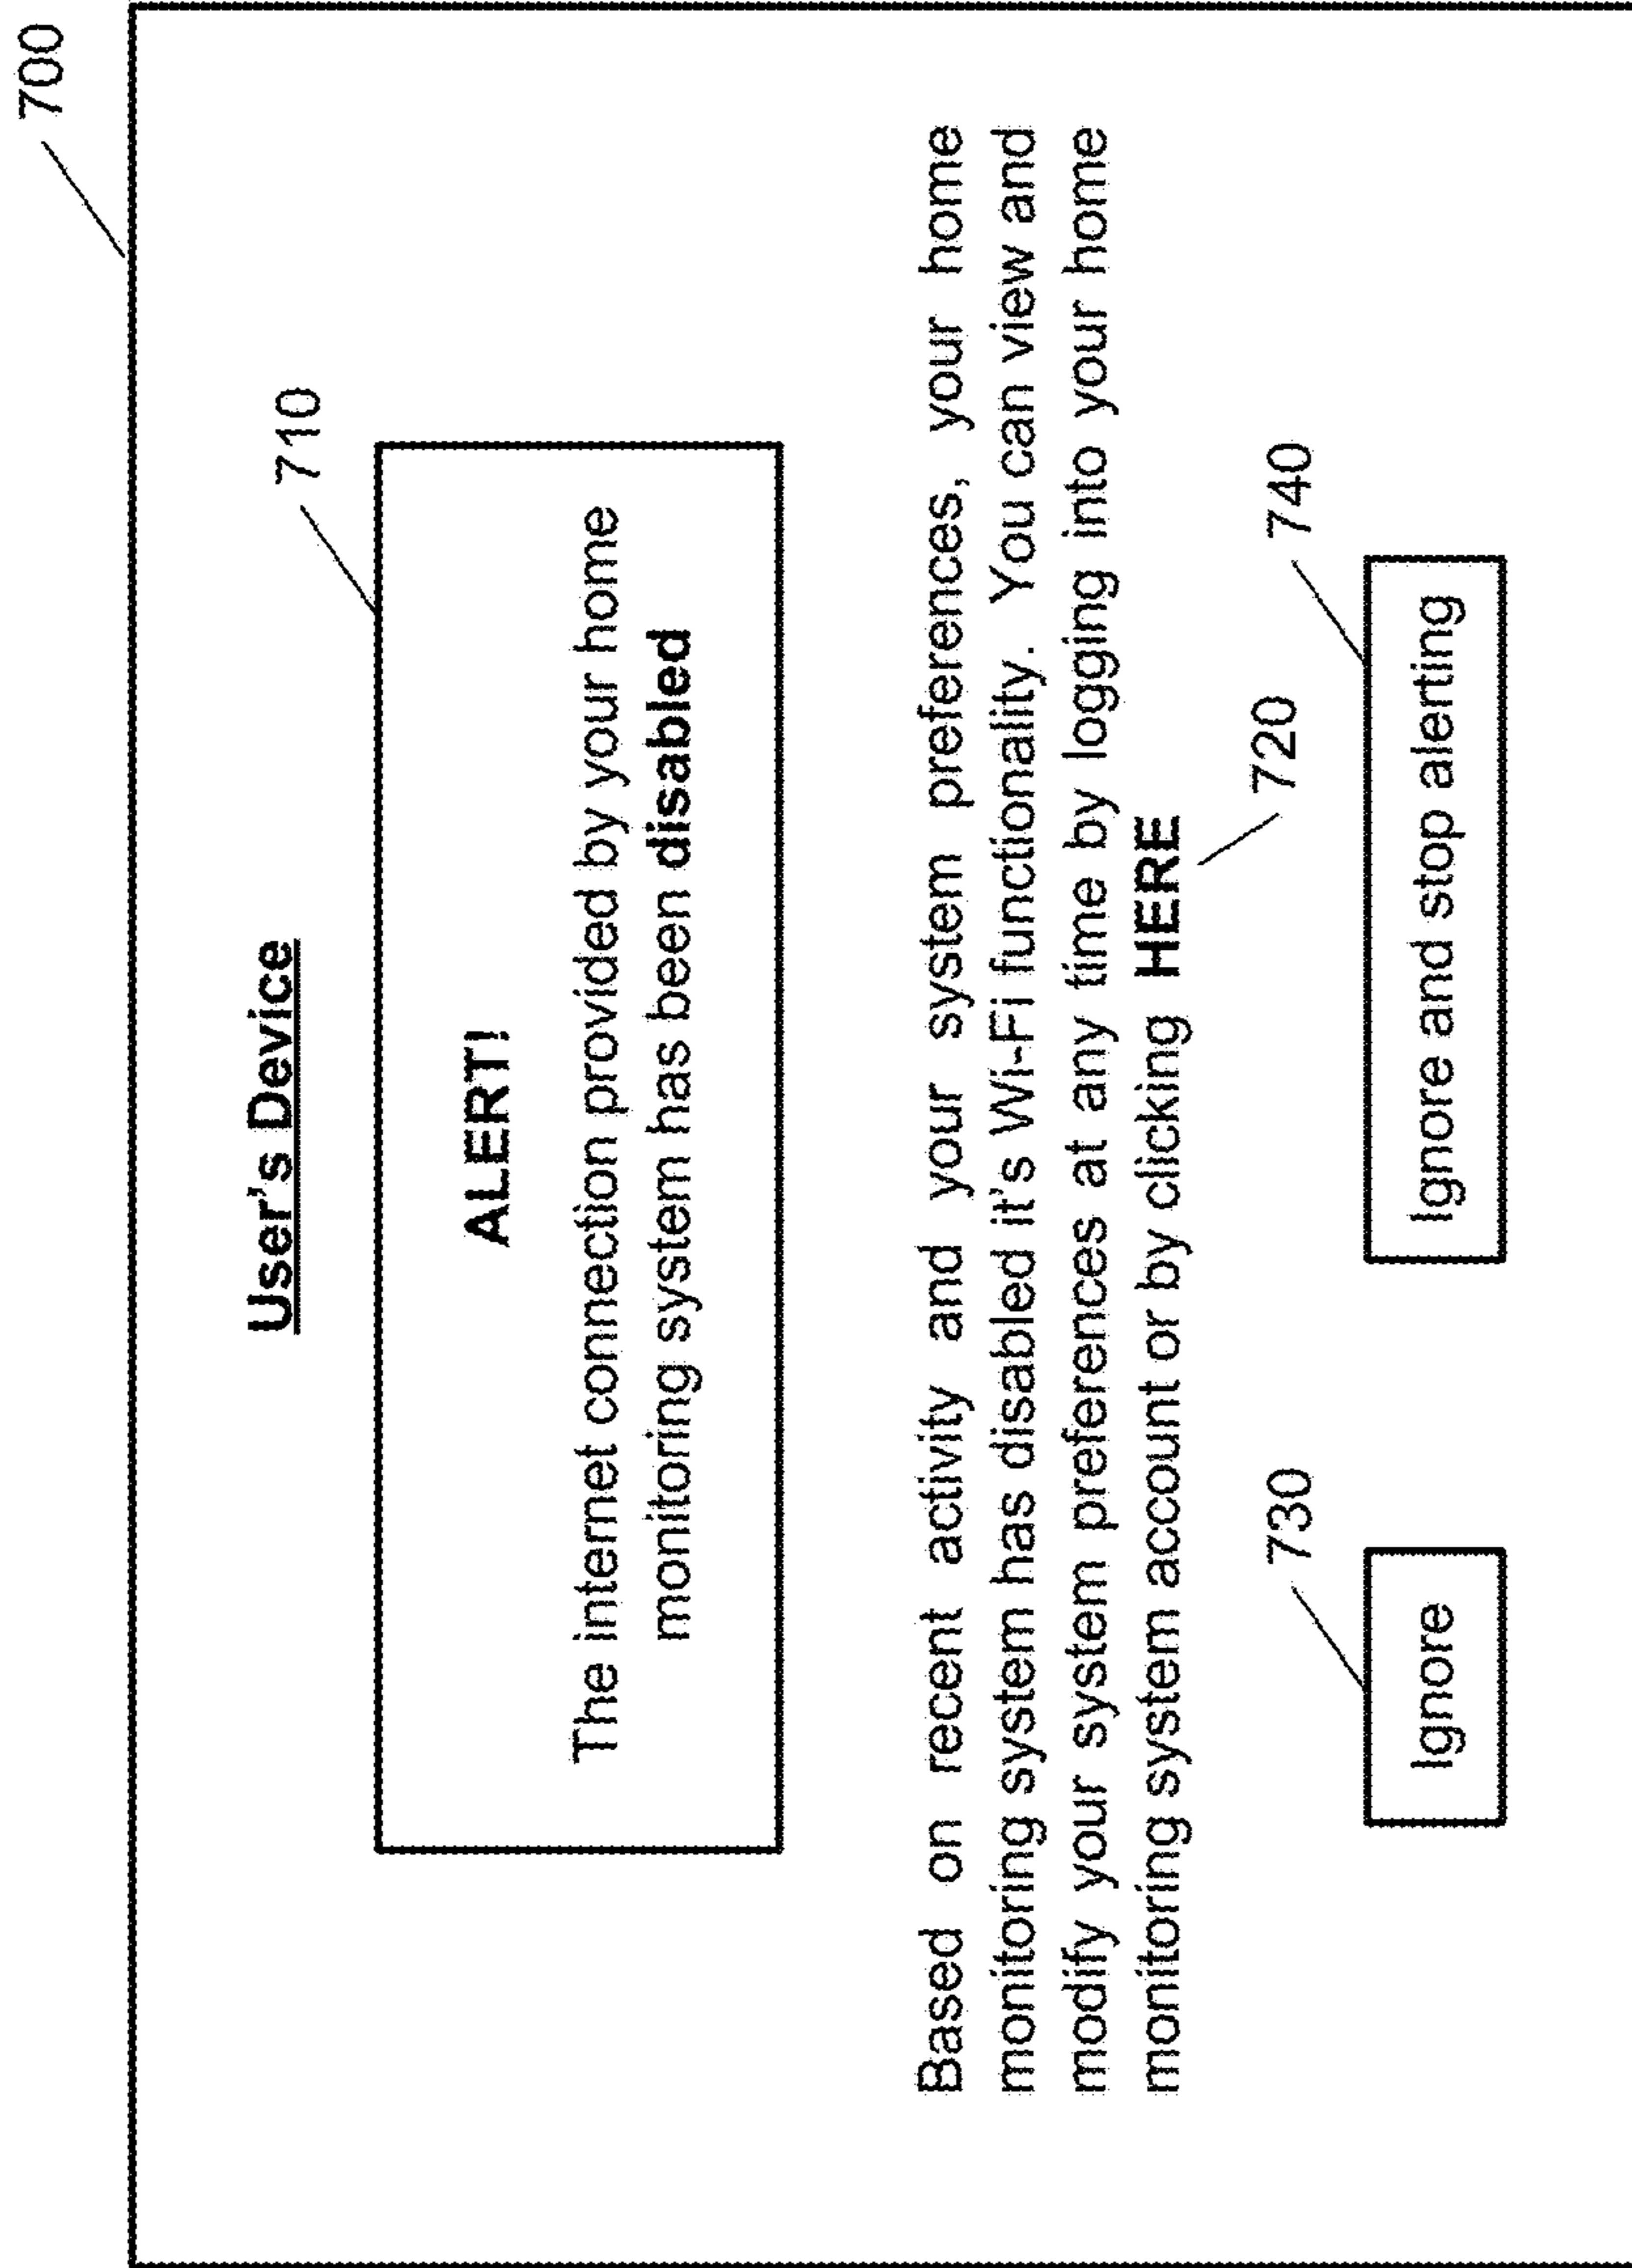 700
User's Device
710
ALERT!
The internet connection provided by your home
monitoring system has been disabled
Based on recent activity and your system preferences, your home
monitoring system has disabled it's Wi-Fi functionality. You can view and
modify your system preferences at any time by logging into your home
monitoring system account or by clicking HERE
720
730
740
Ignore
Ignore and stop alerting